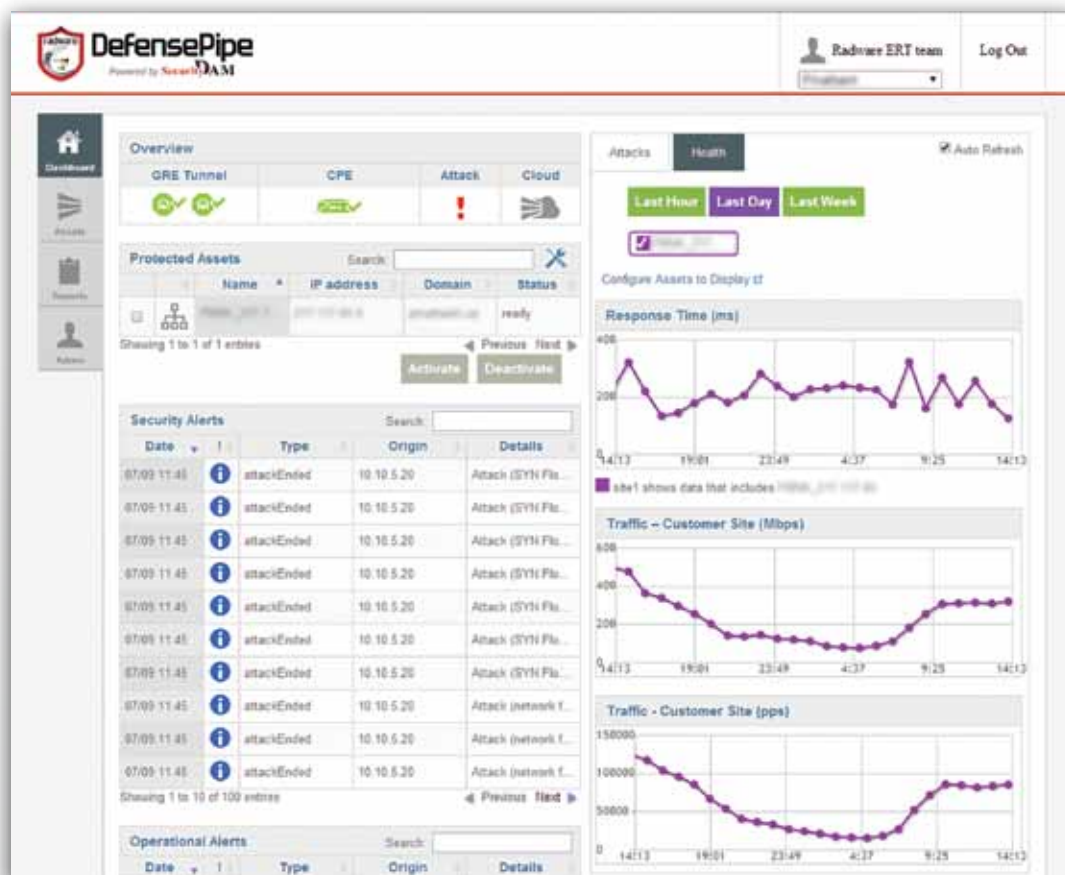 radware
DefensePipe
Powered by SecurityDAM
Radware ERT team
Log Out
Dashboard
Assets
Reports
Admin
Overview
GRE Tunnel CPE Attack Cloud
Protected Assets Search:
Name IP address Domain Status
ready
Showing 1 to 1 of 1 entries Previous Next
Activate Deactivate
Security Alerts Search:
Date ! Type Origin Details
07/09 11:45 attackEnded 10.10.5.20 Attack (SYN Flo...
07/09 11:45 attackEnded 10.10.5.20 Attack (SYN Flo...
07/09 11:45 attackEnded 10.10.5.20 Attack (SYN Flo...
07/09 11:45 attackEnded 10.10.5.20 Attack (SYN Flo...
07/09 11:45 attackEnded 10.10.5.20 Attack (SYN Flo...
07/09 11:45 attackEnded 10.10.5.20 Attack (SYN Flo...
07/09 11:45 attackEnded 10.10.5.20 Attack (SYN Flo...
07/09 11:45 attackEnded 10.10.5.20 Attack (network f...
07/09 11:45 attackEnded 10.10.5.20 Attack (network f...
07/09 11:45 attackEnded 10.10.5.20 Attack (network f...
Showing 1 to 10 of 100 entries Previous Next
Operational Alerts Search:
Date ! Type Origin Details
Attacks Health Auto Refresh
Last Hour Last Day Last Week
Configure Assets to Display
Response Time (ms)
400
200
0
14:13 19:01 23:49 4:37 9:25 14:13
site1 shows data that includes
Traffic – Customer Site (Mbps)
600
400
200
0
14:13 19:01 23:49 4:37 9:25 14:13
Traffic - Customer Site (pps)
150000
100000
50000
0
14:13 19:01 23:49 4:37 9:25 14:13